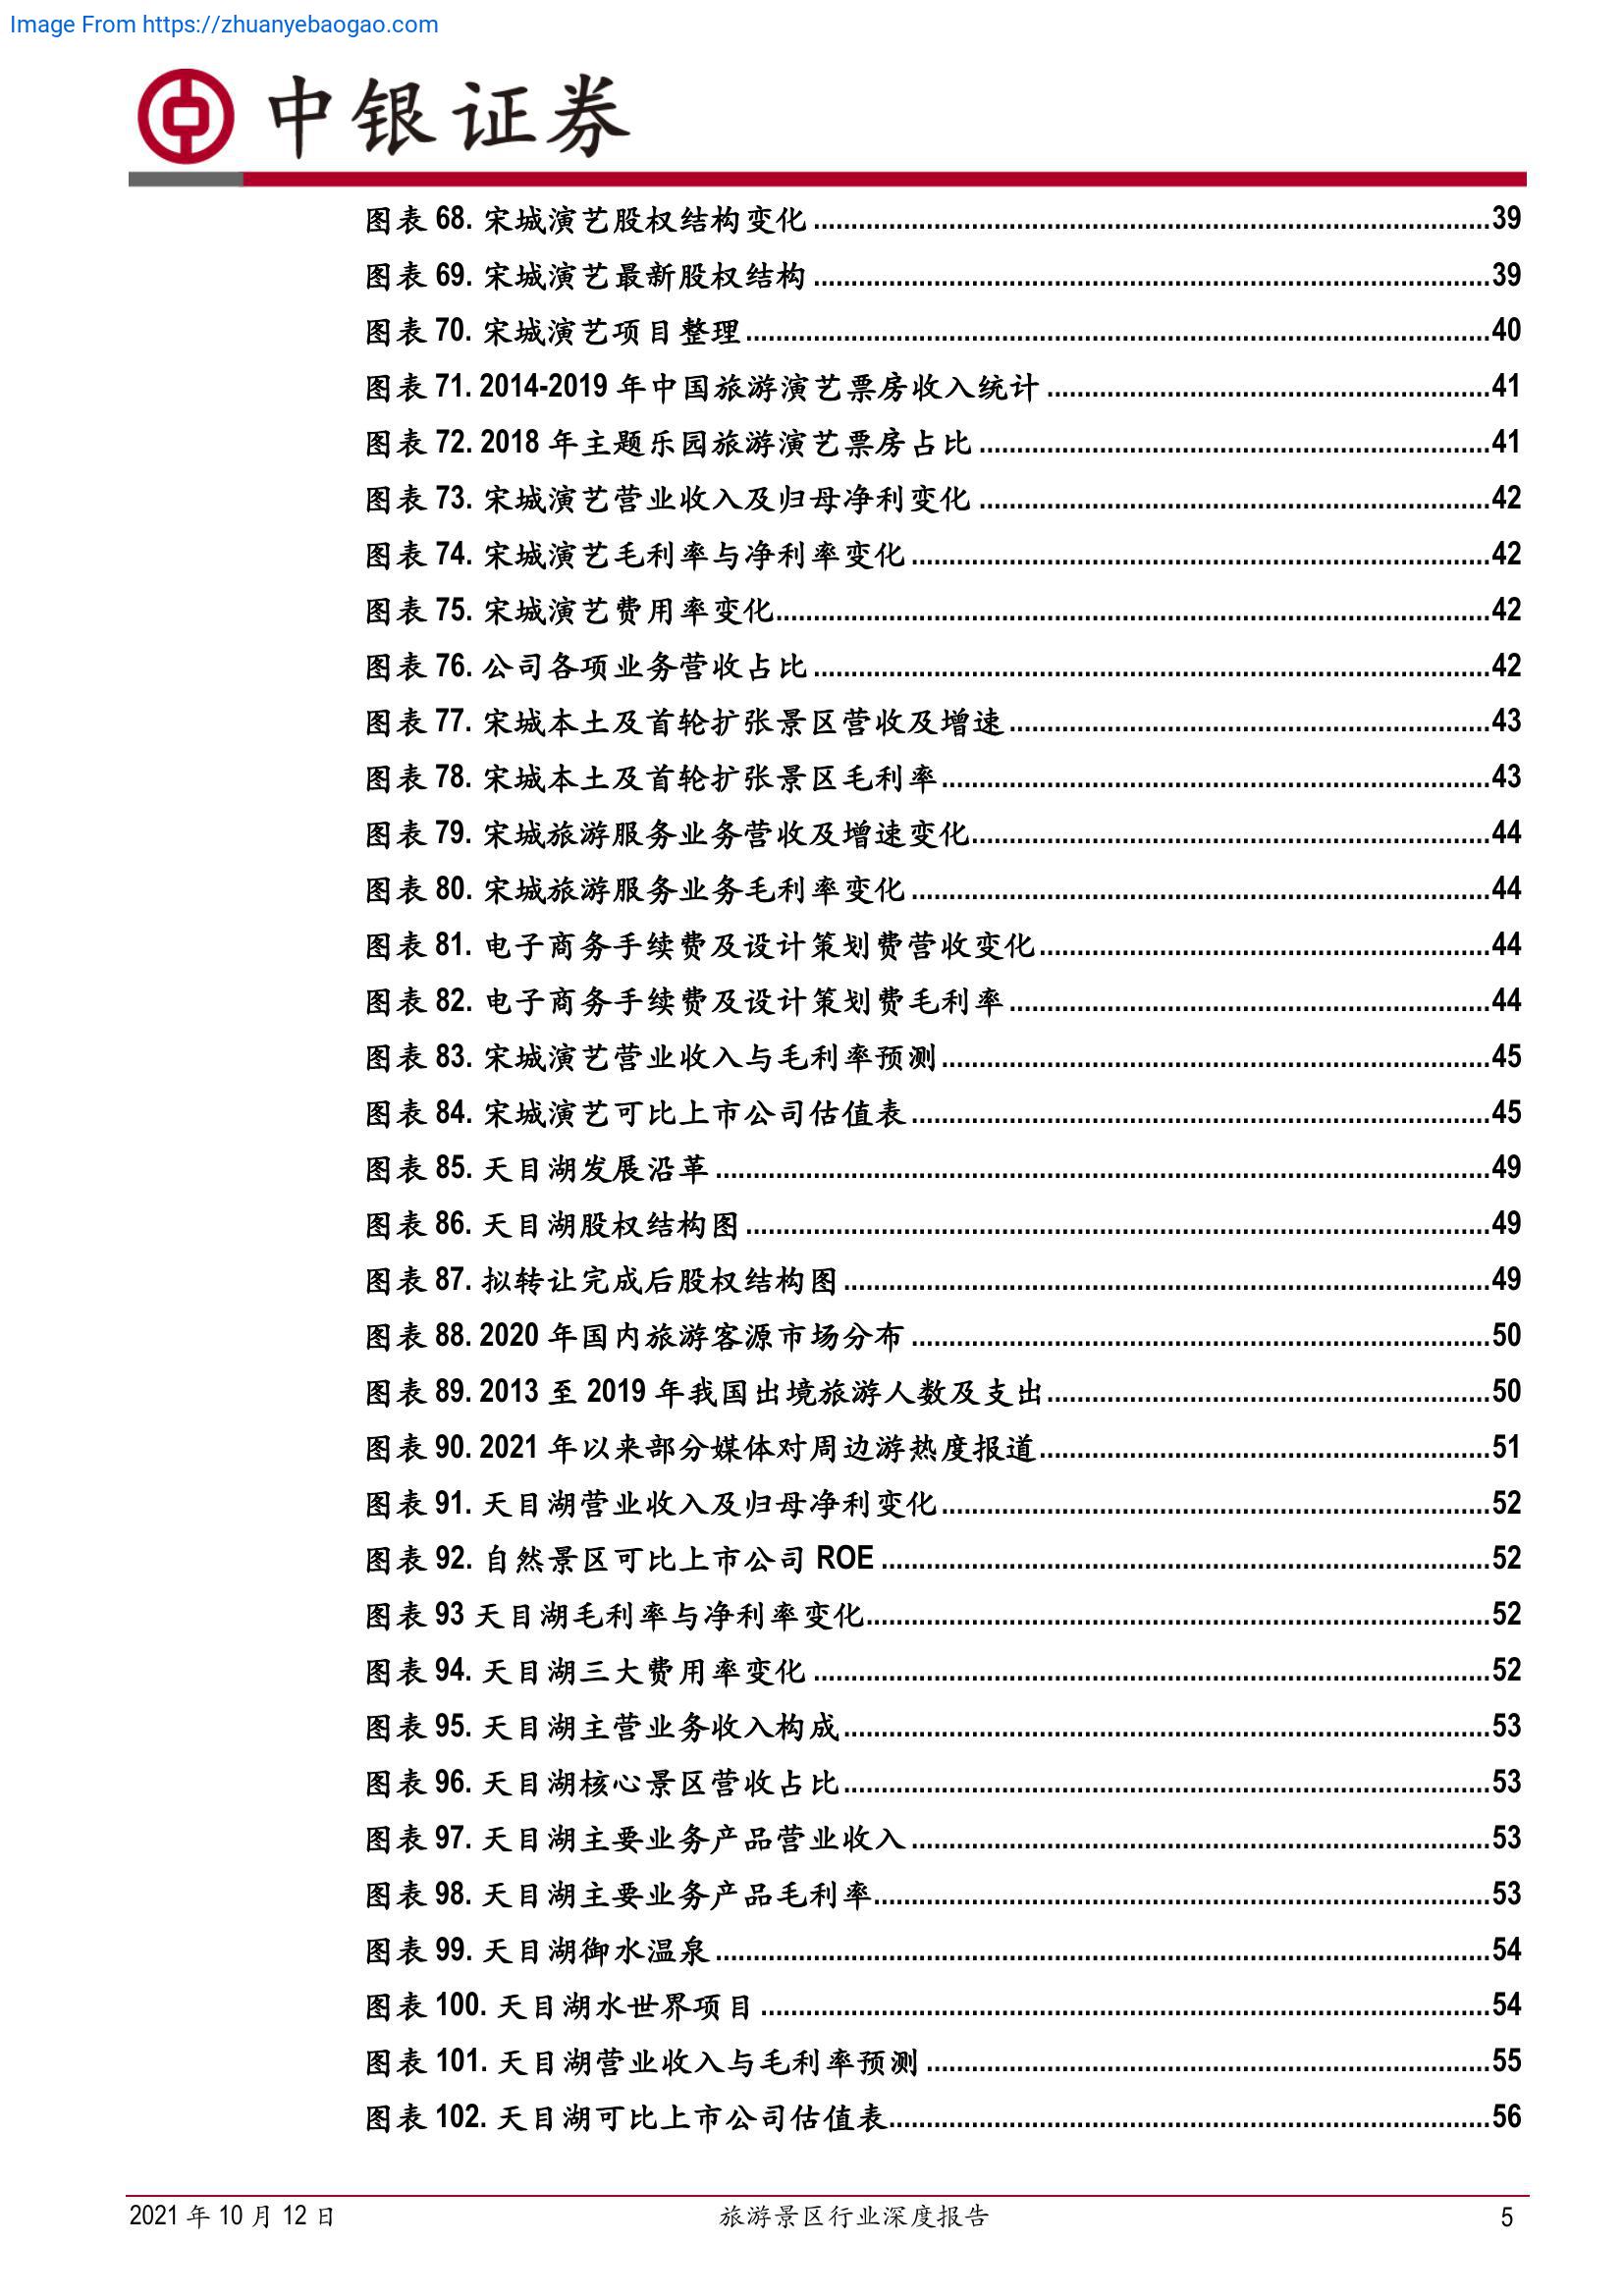 Image From https://zhuanyebaogao.com
中银证券
图表 68. 宋城演艺股权结构变化 ........ 39
图表 69. 宋城演艺最新股权结构 ........ 39
图表 70. 宋城演艺项目整理 ........ 40
图表 71. 2014-2019 年中国旅游演艺票房收入统计 ........ 41
图表 72. 2018 年主题乐园旅游演艺票房占比 ........ 41
图表 73. 宋城演艺营业收入及归母净利变化 ........ 42
图表 74. 宋城演艺毛利率与净利率变化 ........ 42
图表 75. 宋城演艺费用率变化 ........ 42
图表 76. 公司各项业务营收占比 ........ 42
图表 77. 宋城本土及首轮扩张景区营收及增速 ........ 43
图表 78. 宋城本土及首轮扩张景区毛利率 ........ 43
图表 79. 宋城旅游服务业务营收及增速变化 ........ 44
图表 80. 宋城旅游服务业务毛利率变化 ........ 44
图表 81. 电子商务手续费及设计策划费营收变化 ........ 44
图表 82. 电子商务手续费及设计策划费毛利率 ........ 44
图表 83. 宋城演艺营业收入与毛利率预测 ........ 45
图表 84. 宋城演艺可比上市公司估值表 ........ 45
图表 85. 天目湖发展沿革 ........ 49
图表 86. 天目湖股权结构图 ........ 49
图表 87. 拟转让完成后股权结构图 ........ 49
图表 88. 2020 年国内旅游客源市场分布 ........ 50
图表 89. 2013 至 2019 年我国出境旅游人数及支出 ........ 50
图表 90. 2021 年以来部分媒体对周边游热度报道 ........ 51
图表 91. 天目湖营业收入及归母净利变化 ........ 52
图表 92. 自然景区可比上市公司 ROE ........ 52
图表 93 天目湖毛利率与净利率变化 ........ 52
图表 94. 天目湖三大费用率变化 ........ 52
图表 95. 天目湖主营业务收入构成 ........ 53
图表 96. 天目湖核心景区营收占比 ........ 53
图表 97. 天目湖主要业务产品营业收入 ........ 53
图表 98. 天目湖主要业务产品毛利率 ........ 53
图表 99. 天目湖御水温泉 ........ 54
图表 100. 天目湖水世界项目 ........ 54
图表 101. 天目湖营业收入与毛利率预测 ........ 55
图表 102. 天目湖可比上市公司估值表 ........ 56
2021 年 10 月 12 日 旅游景区行业深度报告 5